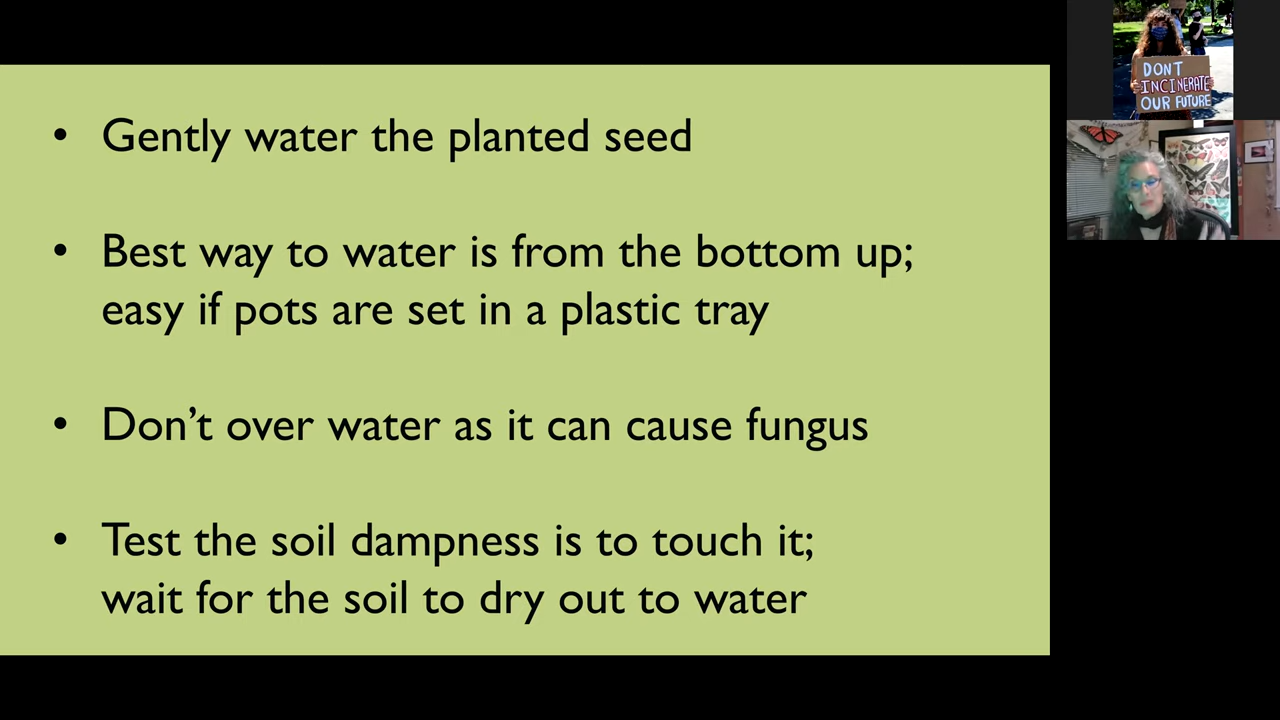 • Gently water the planted seed
• Best way to water is from the bottom up;
easy if pots are set in a plastic tray
• Don’t over water as it can cause fungus
• Test the soil dampness is to touch it;
wait for the soil to dry out to water
DONT
INCINERATE
OUR FUTURE